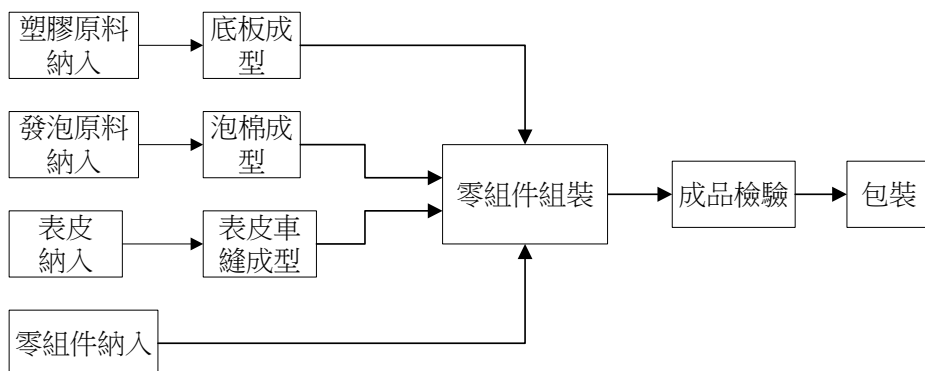 塑膠原料
納入
底板成
型
發泡原料
納入
泡棉成
型
表皮
納入
表皮車
縫成型
零組件納入
零組件組裝
成品檢驗
包裝